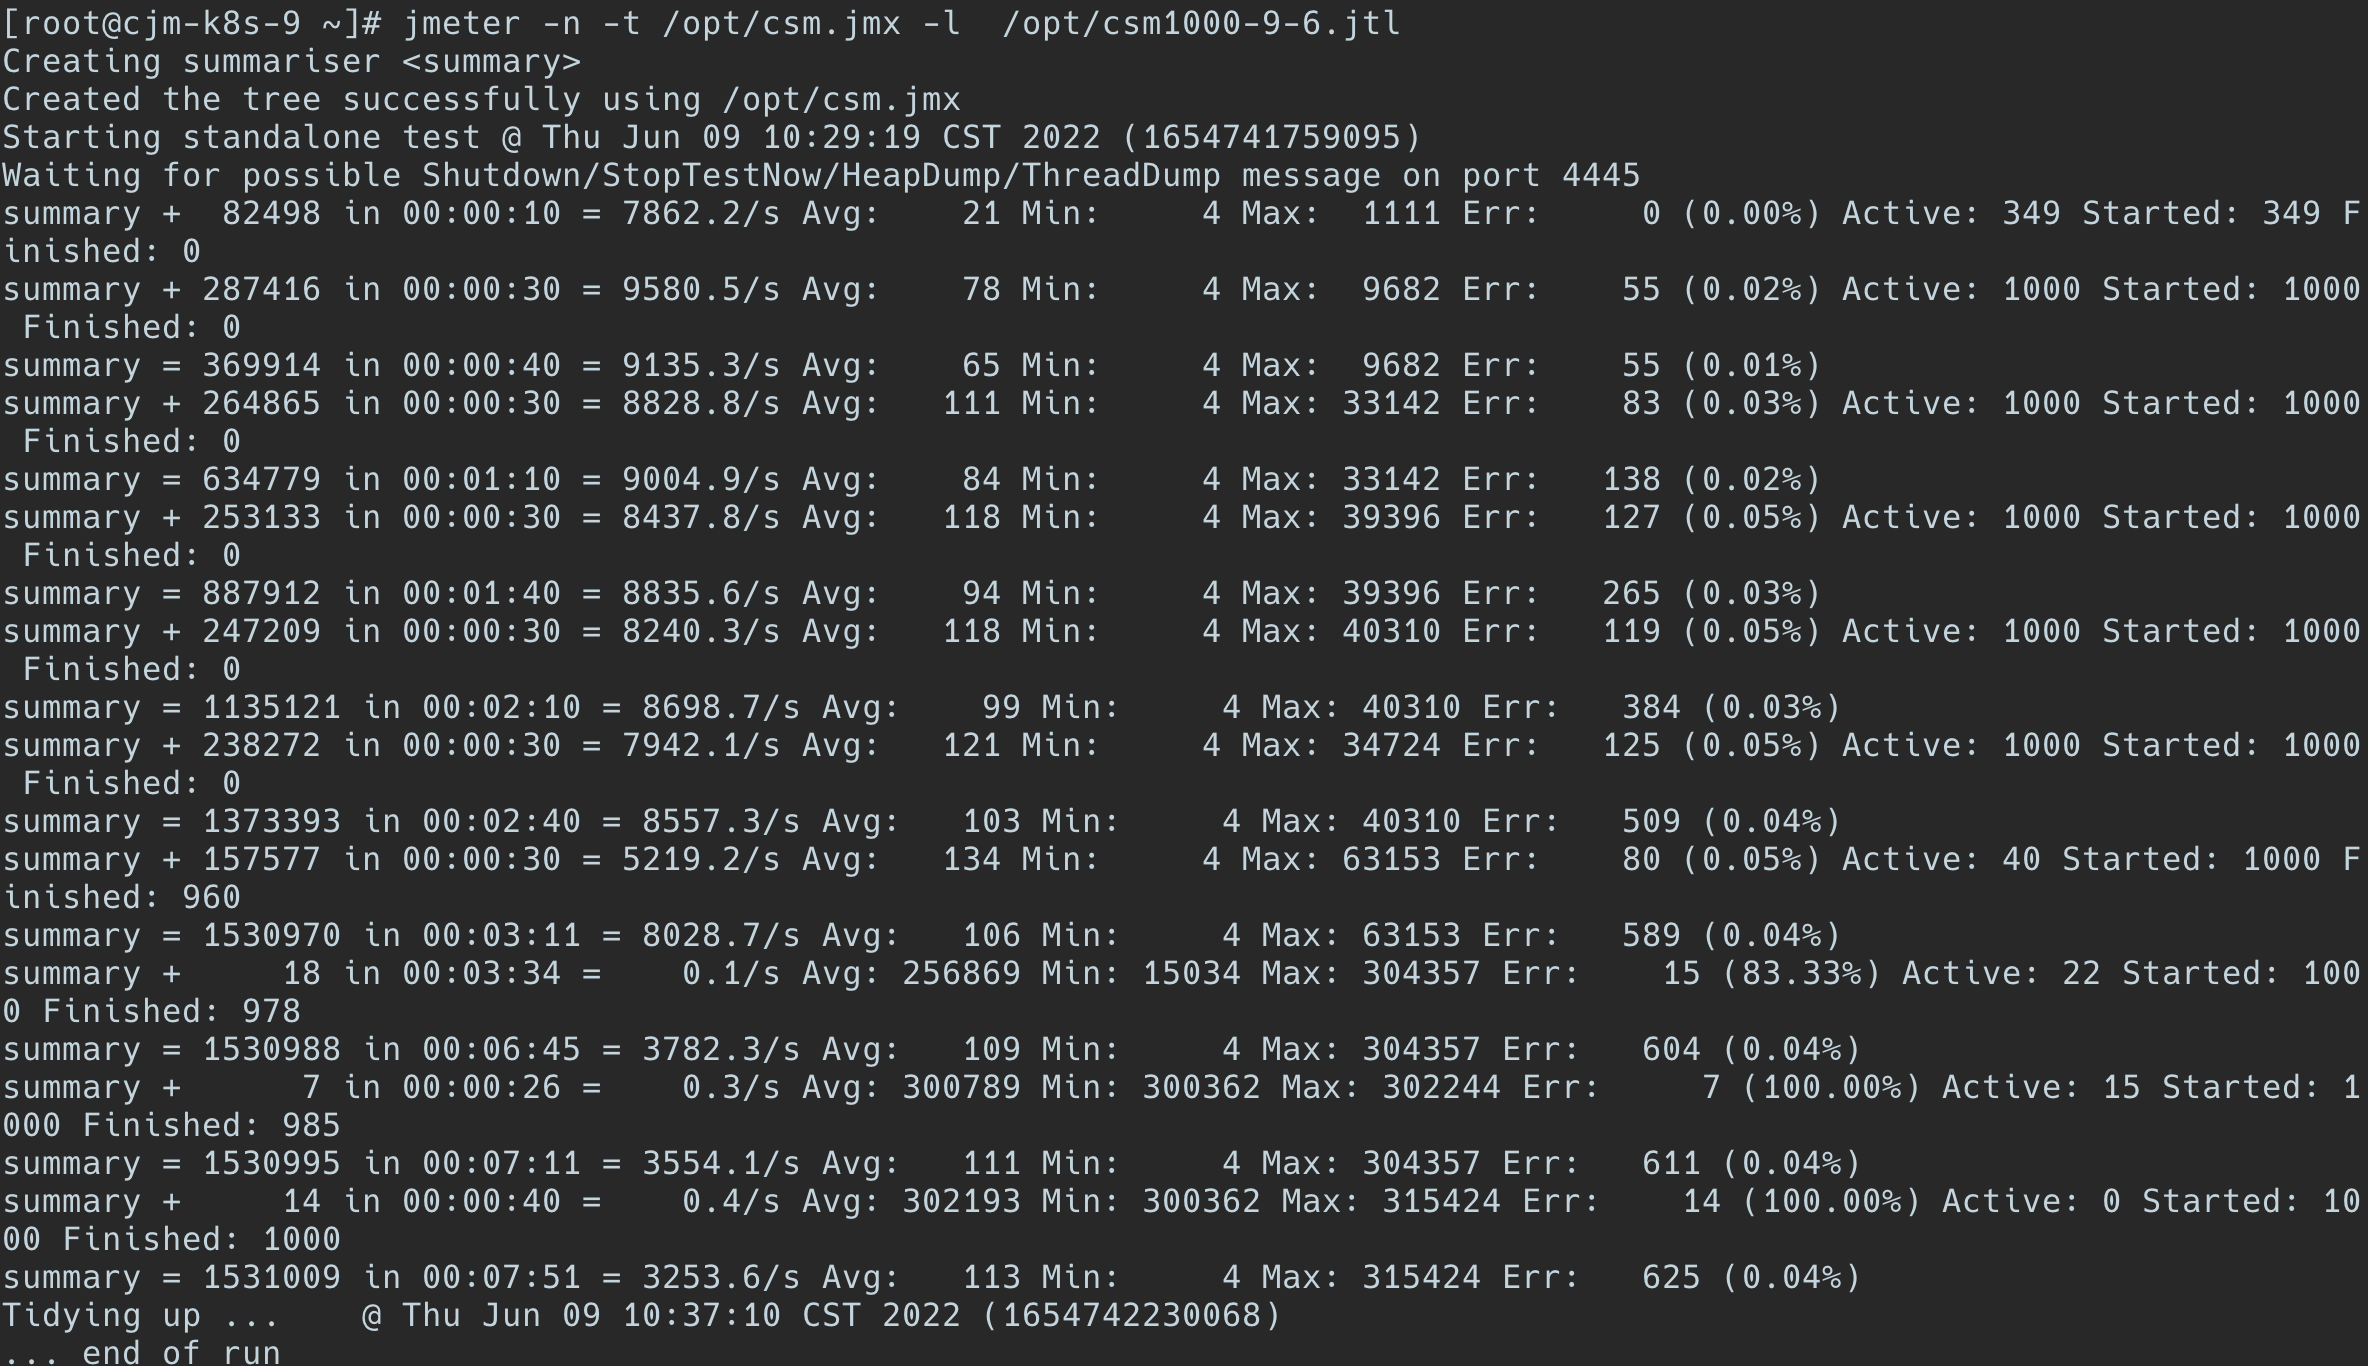 [root@cjm-k8s-9 ~]# jmeter -n -t /opt/csm.jmx -l  /opt/csm1000-9-6.jtl
Creating summariser <summary>
Created the tree successfully using /opt/csm.jmx
Starting standalone test @ Thu Jun 09 10:29:19 CST 2022 (1654741759095)
Waiting for possible Shutdown/StopTestNow/HeapDump/ThreadDump message on port 4445
summary +  82498 in 00:00:10 = 7862.2/s Avg:    21 Min:     4 Max:  1111 Err:     0 (0.00%) Active: 349 Started: 349 F
inished: 0
summary + 287416 in 00:00:30 = 9580.5/s Avg:    78 Min:     4 Max:  9682 Err:    55 (0.02%) Active: 1000 Started: 1000
 Finished: 0
summary = 369914 in 00:00:40 = 9135.3/s Avg:    65 Min:     4 Max:  9682 Err:    55 (0.01%)
summary + 264865 in 00:00:30 = 8828.8/s Avg:   111 Min:     4 Max: 33142 Err:    83 (0.03%) Active: 1000 Started: 1000
 Finished: 0
summary = 634779 in 00:01:10 = 9004.9/s Avg:    84 Min:     4 Max: 33142 Err:   138 (0.02%)
summary + 253133 in 00:00:30 = 8437.8/s Avg:   118 Min:     4 Max: 39396 Err:   127 (0.05%) Active: 1000 Started: 1000
 Finished: 0
summary = 887912 in 00:01:40 = 8835.6/s Avg:    94 Min:     4 Max: 39396 Err:   265 (0.03%)
summary + 247209 in 00:00:30 = 8240.3/s Avg:   118 Min:     4 Max: 40310 Err:   119 (0.05%) Active: 1000 Started: 1000
 Finished: 0
summary = 1135121 in 00:02:10 = 8698.7/s Avg:    99 Min:     4 Max: 40310 Err:   384 (0.03%)
summary + 238272 in 00:00:30 = 7942.1/s Avg:   121 Min:     4 Max: 34724 Err:   125 (0.05%) Active: 1000 Started: 1000
 Finished: 0
summary = 1373393 in 00:02:40 = 8557.3/s Avg:   103 Min:     4 Max: 40310 Err:   509 (0.04%)
summary + 157577 in 00:00:30 = 5219.2/s Avg:   134 Min:     4 Max: 63153 Err:    80 (0.05%) Active: 40 Started: 1000 F
inished: 960
summary = 1530970 in 00:03:11 = 8028.7/s Avg:   106 Min:     4 Max: 63153 Err:   589 (0.04%)
summary +     18 in 00:03:34 =    0.1/s Avg: 256869 Min: 15034 Max: 304357 Err:    15 (83.33%) Active: 22 Started: 100
0 Finished: 978
summary = 1530988 in 00:06:45 = 3782.3/s Avg:   109 Min:     4 Max: 304357 Err:   604 (0.04%)
summary +      7 in 00:00:26 =    0.3/s Avg: 300789 Min: 300362 Max: 302244 Err:     7 (100.00%) Active: 15 Started: 1
000 Finished: 985
summary = 1530995 in 00:07:11 = 3554.1/s Avg:   111 Min:     4 Max: 304357 Err:   611 (0.04%)
summary +     14 in 00:00:40 =    0.4/s Avg: 302193 Min: 300362 Max: 315424 Err:    14 (100.00%) Active: 0 Started: 10
00 Finished: 1000
summary = 1531009 in 00:07:51 = 3253.6/s Avg:   113 Min:     4 Max: 315424 Err:   625 (0.04%)
Tidying up ...    @ Thu Jun 09 10:37:10 CST 2022 (1654742230068)
... end of run